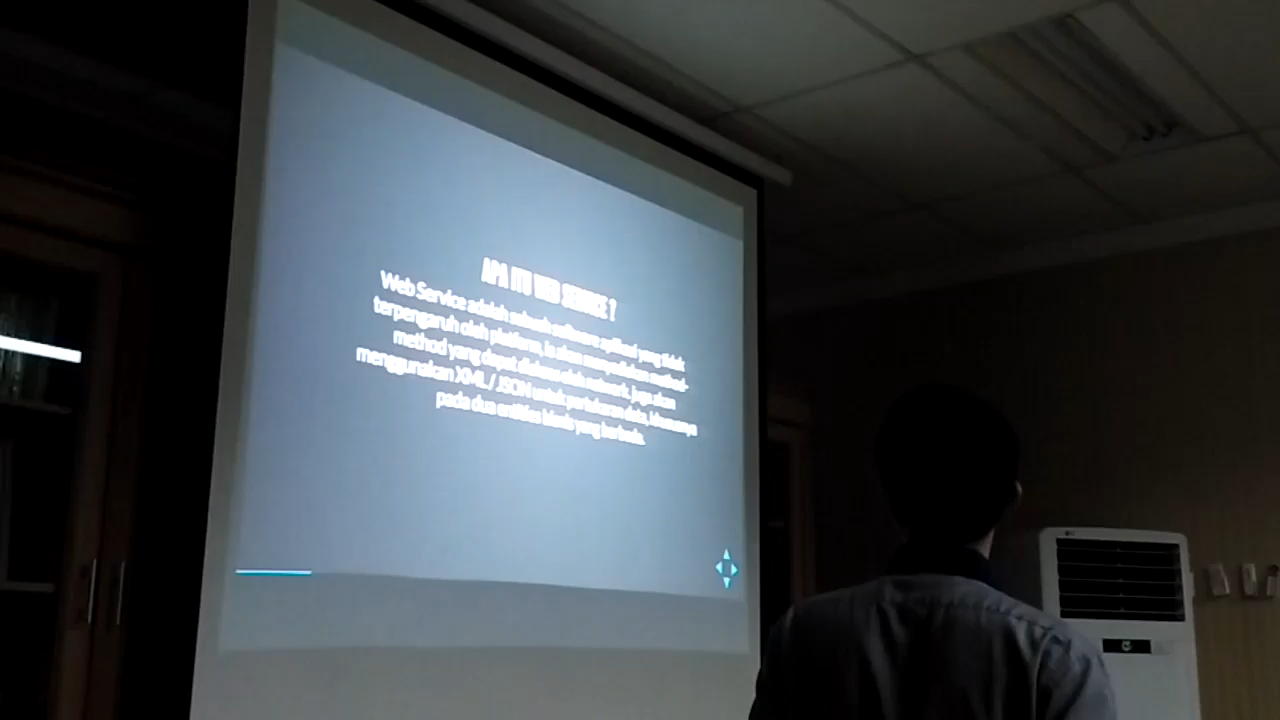 APA ITU WEB SERVICE ?
Web Service adalah sebuah software aplikasi yang tidak
terpengaruh oleh platform, ia akan menyediakan method-
method yang dapat diakses oleh network, juga akan
menggunakan XML / JSON untuk pertukaran data, khususnya
pada dua entities bisnis yang berbeda.